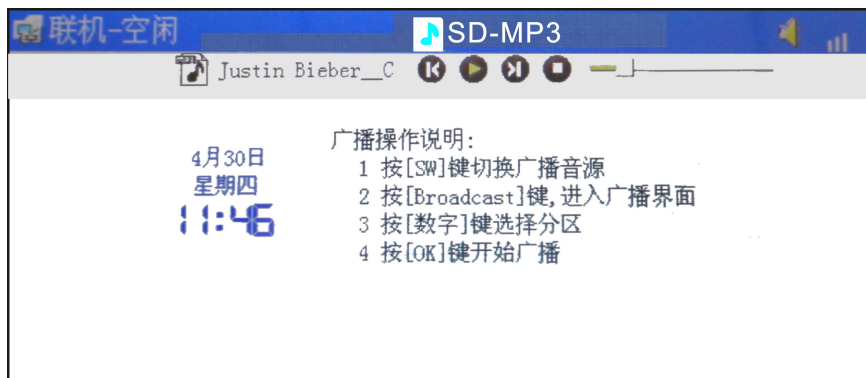 联机-空闲
SD-MP3
Justin Bieber__C
4月30日
星期四
11:46
广播操作说明:
1 按[SW]键切换广播音源
2 按[Broadcast]键,进入广播界面
3 按[数字]键选择分区
4 按[OK]键开始广播